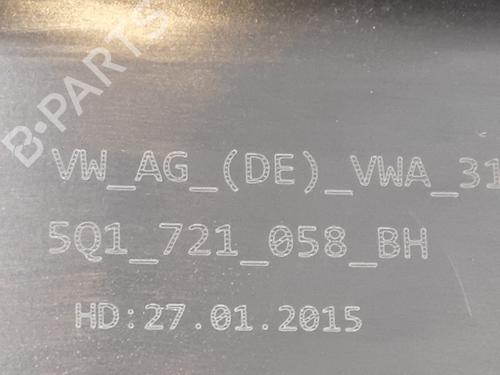 B-PARTS
VW_AG_(DE)_VWA_31
5Q1_721_058_BH
HD:27.01.2015